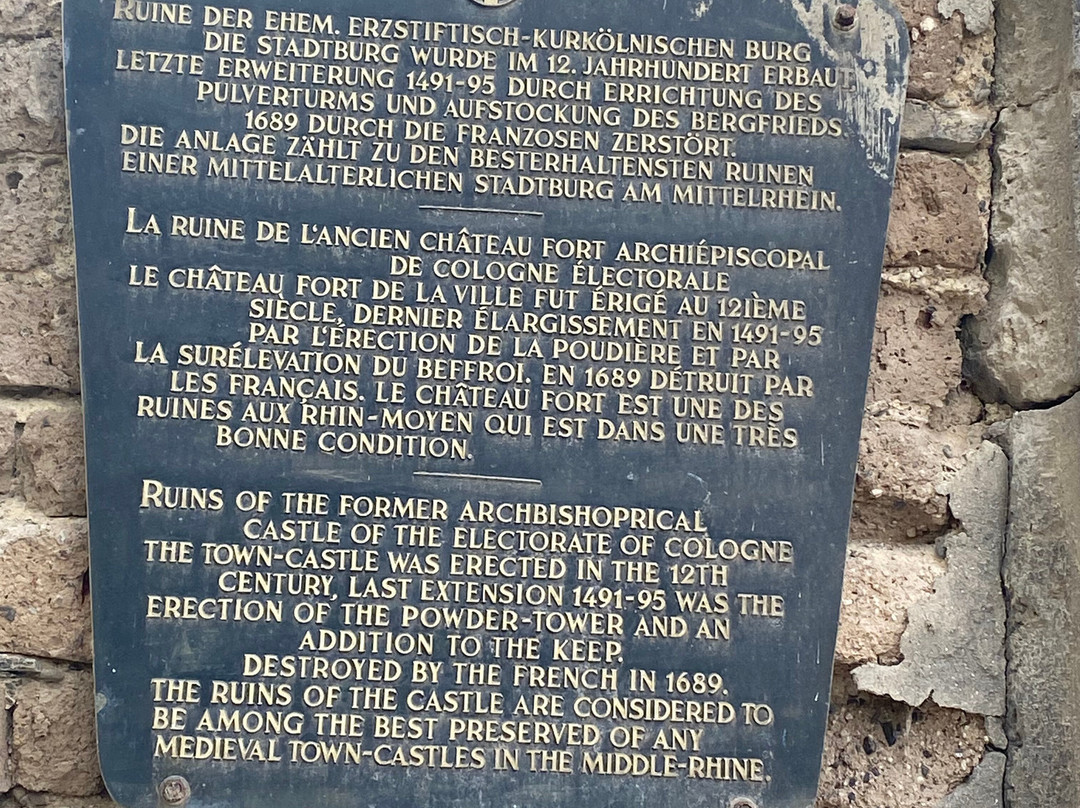 RUINE DER EHEM. ERZSTIFTISCH-KURKÖLNISCHEN BURG
DIE STADTBURG WURDE IM 12. JAHRHUNDERT ERBAUT,
LETZTE ERWEITERUNG 1491-95 DURCH ERRICHTUNG DES
PULVERTURMS UND AUFSTOCKUNG DES BERGFRIEDS
1689 DURCH DIE FRANZOSEN ZERSTÖRT.
DIE ANLAGE ZÄHLT ZU DEN BESTERHALTENSTEN RUINEN
EINER MITTELALTERLICHEN STADTBURG AM MITTELRHEIN.
LA RUINE DE L'ANCIEN CHÂTEAU FORT ARCHIÉPISCOPAL
DE COLOGNE ÉLECTORALE
LE CHÂTEAU FORT DE LA VILLE FUT ÉRIGÉ AU 12IÈME
SIÈCLE, DERNIER ÉLARGISSEMENT EN 1491-95
PAR L'ÉRECTION DE LA POUDIÈRE ET PAR
LA SURÉLEVATION DU BEFFROI. EN 1689 DÉTRUIT PAR
LES FRANÇAIS. LE CHÂTEAU FORT EST UNE DES
RUINES AUX RHIN-MOYEN QUI EST DANS UNE TRÈS
BONNE CONDITION.
RUINS OF THE FORMER ARCHBISHOPRICAL
CASTLE OF THE ELECTORATE OF COLOGNE
THE TOWN-CASTLE WAS ERECTED IN THE 12TH
CENTURY, LAST EXTENSION 1491-95 WAS THE
ERECTION OF THE POWDER-TOWER AND AN
ADDITION TO THE KEEP.
DESTROYED BY THE FRENCH IN 1689.
THE RUINS OF THE CASTLE ARE CONSIDERED TO
BE AMONG THE BEST PRESERVED OF ANY
MEDIEVAL TOWN-CASTLES IN THE MIDDLE-RHINE.